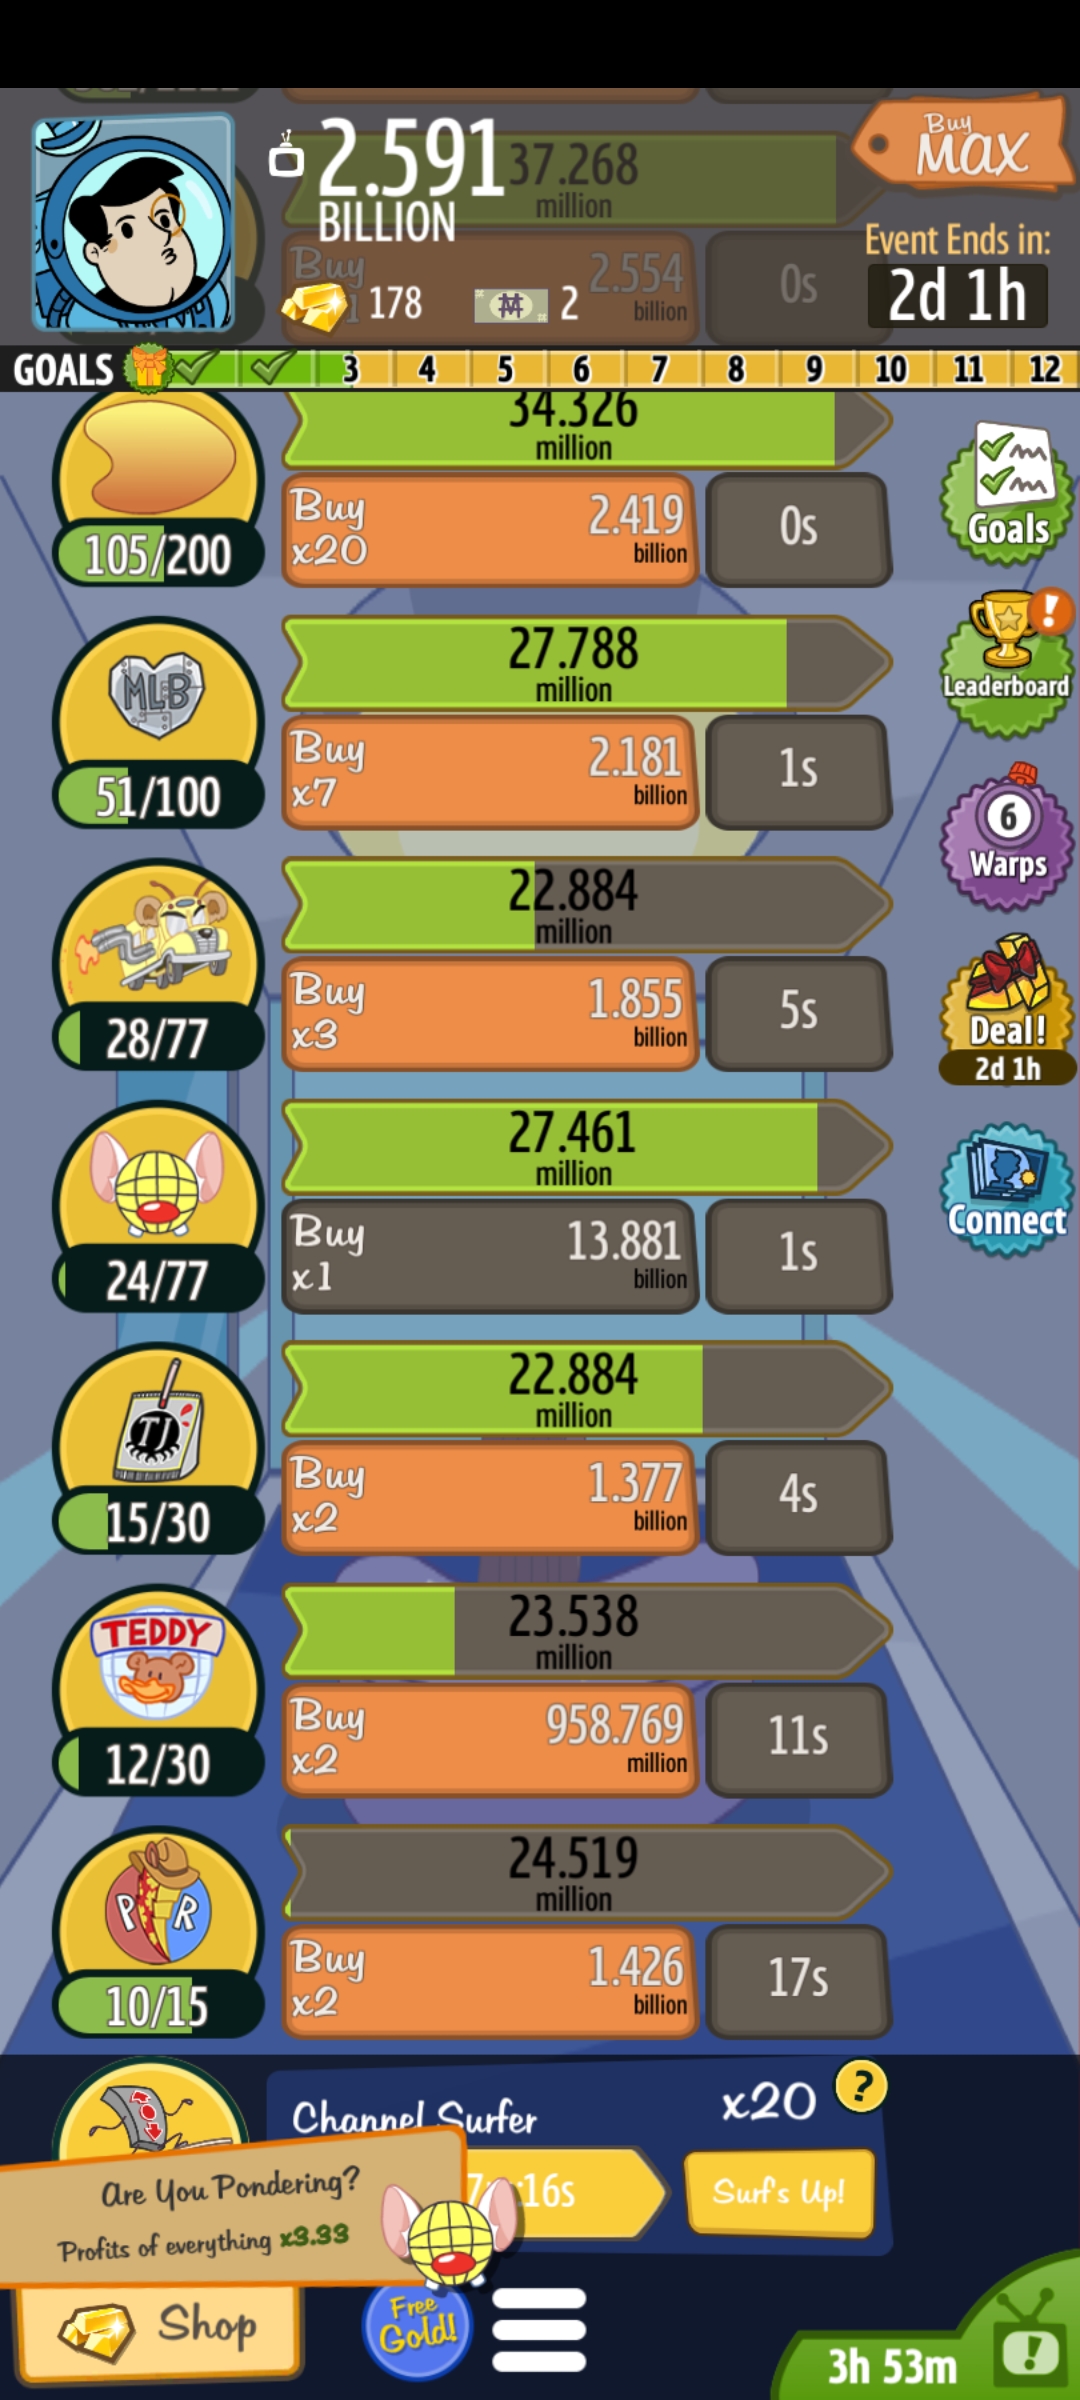 2.591
BILLION
37.268
million
Buy
MAX
Event Ends in:
2d 1h
Buy
2.554
billion
0s
178
2
GOALS 3 4 5 6 7 8 9 10 11 12
34.326
million
105/200
Buy
x20
2.419
billion
0s
Goals
MLB
51/100
27.788
million
Buy
x7
2.181
billion
1s
!
Leaderboard
28/77
22.884
million
Buy
x3
1.855
billion
5s
6
Warps
Deal!
2d 1h
24/77
27.461
million
Buy
x1
13.881
billion
1s
Connect
TJ
15/30
22.884
million
Buy
x2
1.377
billion
4s
TEDDY
12/30
23.538
million
Buy
x2
958.769
million
11s
P R
10/15
24.519
million
Buy
x2
1.426
billion
17s
Channel Surfer
x20
?
:16s
Surf's Up!
Are You Pondering?
Profits of everything x3.33
Shop
Free
Gold!
3h 53m
!